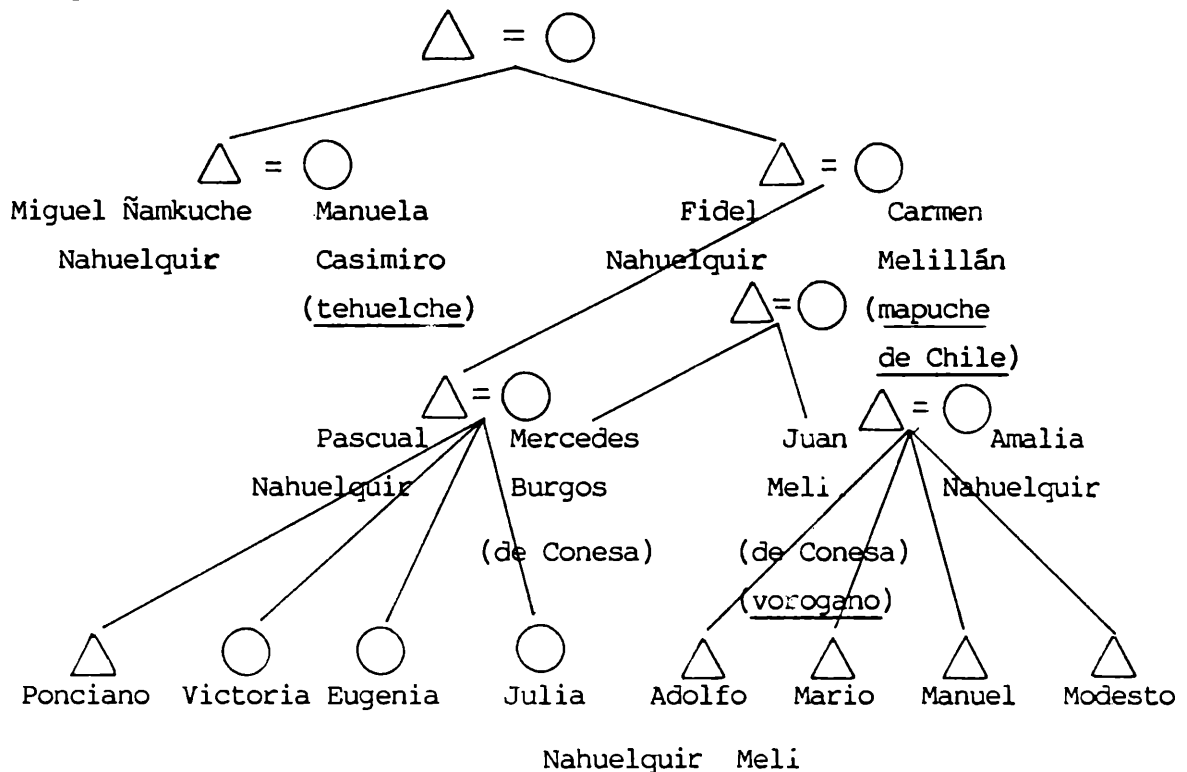 Miguel Ñamkuche Manuela Fidel Carmen
Nahuelquir Casimiro Nahuelquir Melillán
(tehuelche) (mapuche
de Chile)
Pascual Mercedes Juan Amalia
Nahuelquir Burgos Meli Nahuelquir
(de Conesa) (de Conesa)
(vorogano)
Ponciano Victoria Eugenia Julia Adolfo Mario Manuel Modesto
Nahuelquir Meli